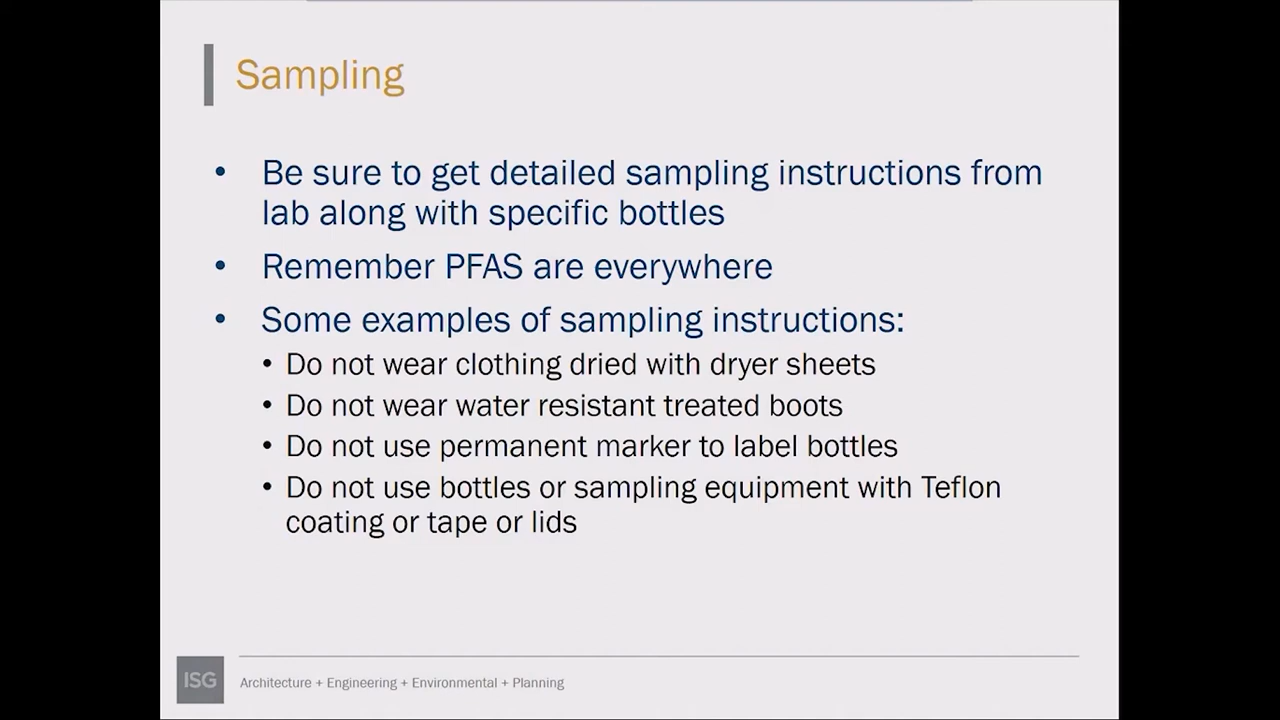 Sampling
• Be sure to get detailed sampling instructions from
lab along with specific bottles
• Remember PFAS are everywhere
• Some examples of sampling instructions:
• Do not wear clothing dried with dryer sheets
• Do not wear water resistant treated boots
• Do not use permanent marker to label bottles
• Do not use bottles or sampling equipment with Teflon
coating or tape or lids
ISG Architecture + Engineering + Environmental + Planning